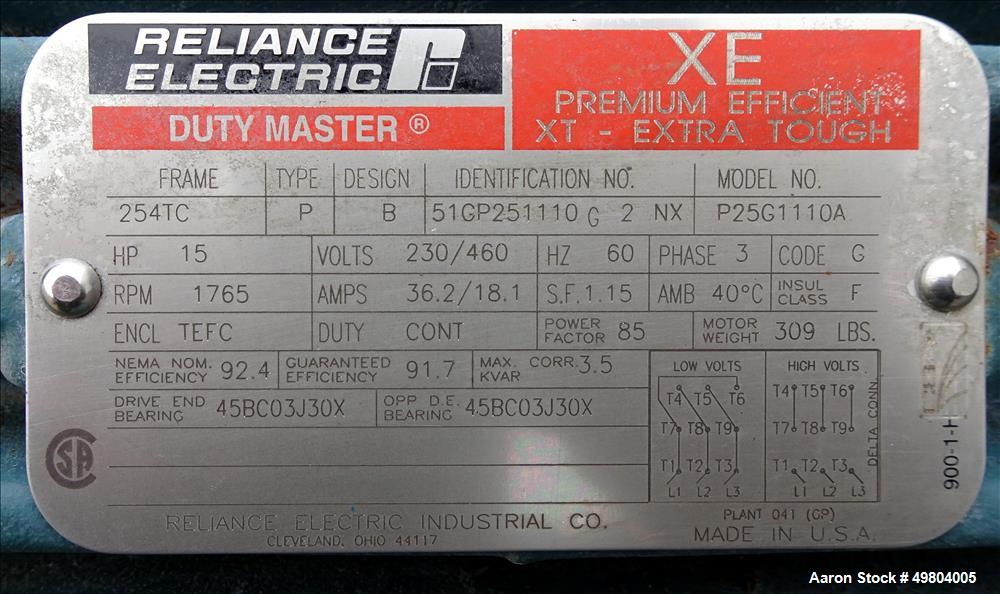 RELIANCE
ELECTRIC
DUTY MASTER ®
XE
PREMIUM EFFICIENT
XT - EXTRA TOUGH
FRAME TYPE DESIGN IDENTIFICATION NO. MODEL NO.
254TC P B 51GP251110 G 2 NX P25G1110A
HP 15 VOLTS 230/460 HZ 60 PHASE 3 CODE G
RPM 1765 AMPS 36.2/18.1 S.F. 1.15 AMB 40°C INSUL CLASS F
ENCL TEFC DUTY CONT POWER FACTOR 85 MOTOR WEIGHT 309 LBS.
NEMA NOM. EFFICIENCY 92.4 GUARANTEED EFFICIENCY 91.7 MAX. CORR. KVAR 3.5
DRIVE END BEARING 45BC03J30X OPP D.E. BEARING 45BC03J30X
LOW VOLTS HIGH VOLTS
T4 T5 T6 T4 T5 T6
T7 T8 T9 T7 T8 T9
T1 T2 T3 T1 T2 T3
L1 L2 L3 L1 L2 L3
DELTA CONN
900-1-H
SA
RELIANCE ELECTRIC INDUSTRIAL CO.
CLEVELAND, OHIO 44117
PLANT 041 (GP)
MADE IN U.S.A.
Aaron Stock # 49804005